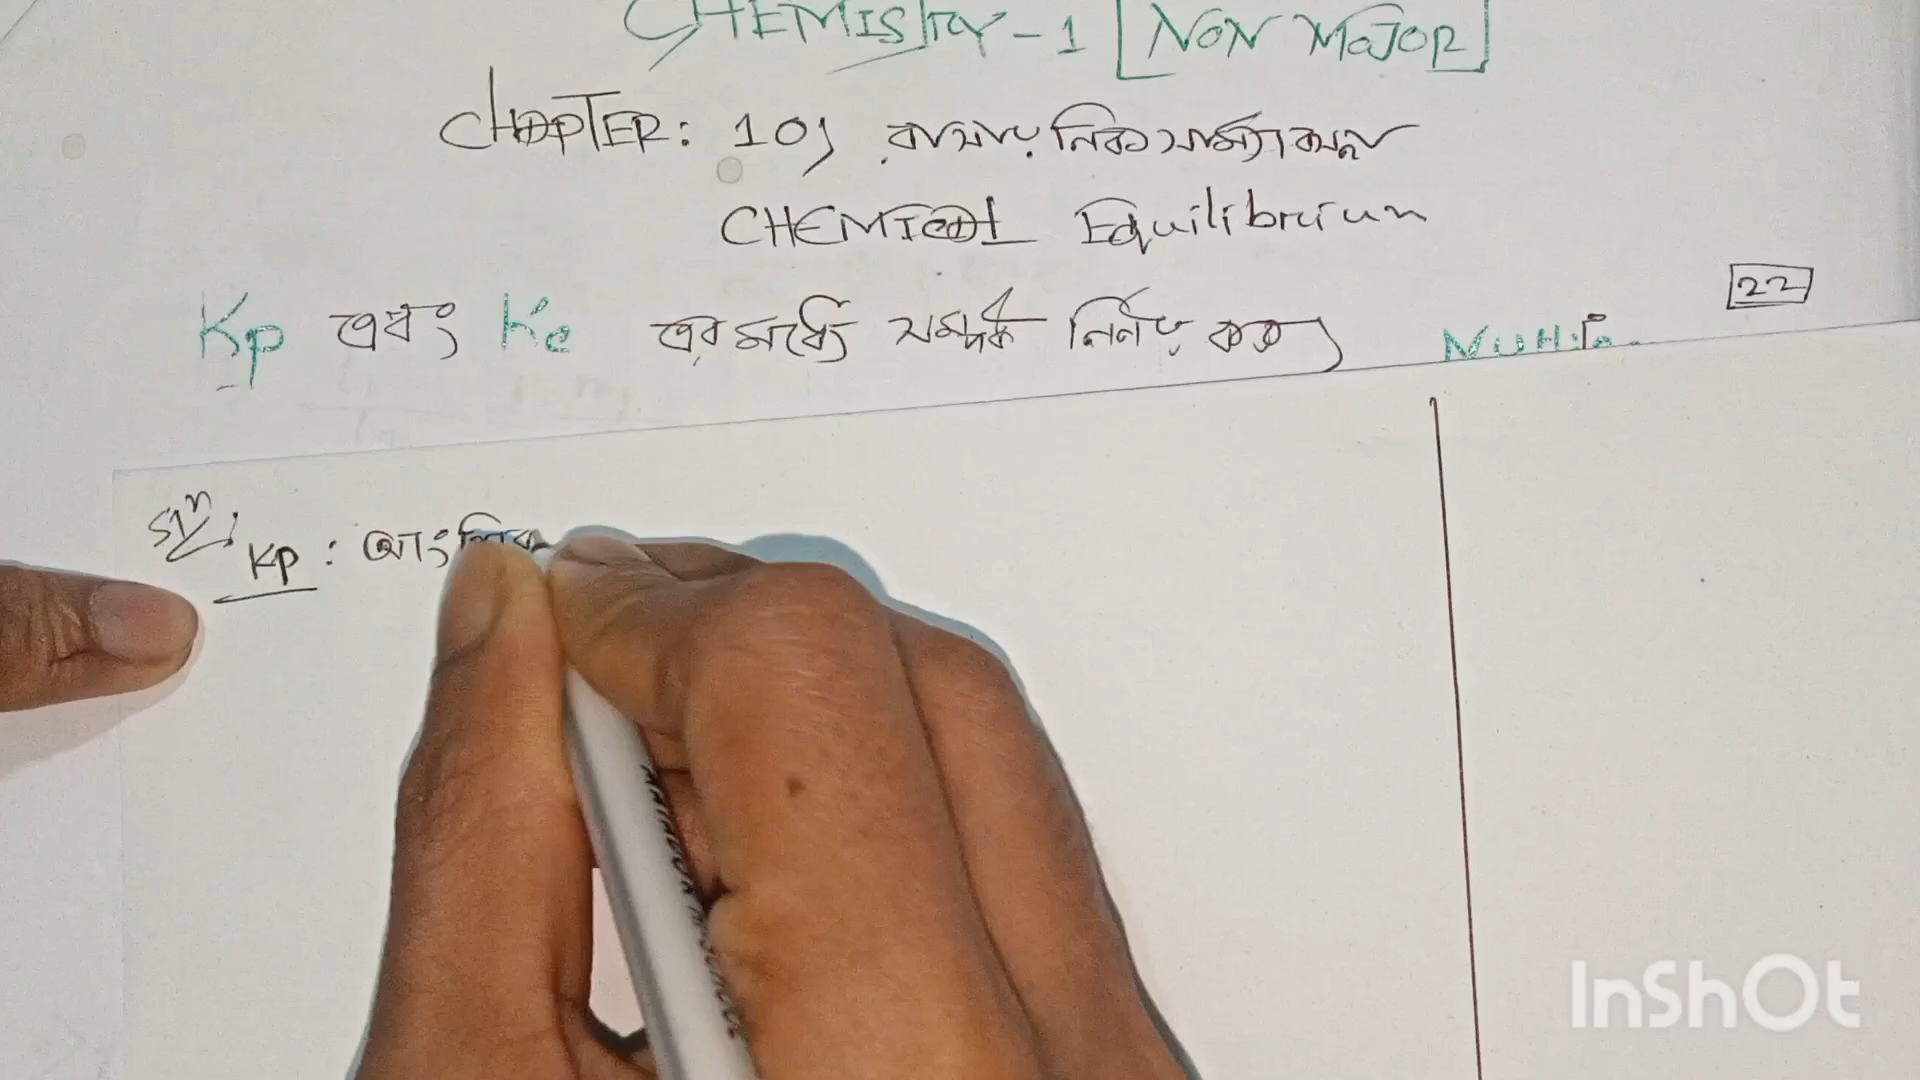 CHEMISTRY-1 [NON MAJOR]
CHAPTER: 10, রাসায়নিক সাম্যাবস্থা
CHEMICAL Equilibrium
22
Kp এবং Kc এর মধ্যে সম্পর্ক নির্ণয় কর,
Sln:
Kp: আংশিক
InShOt